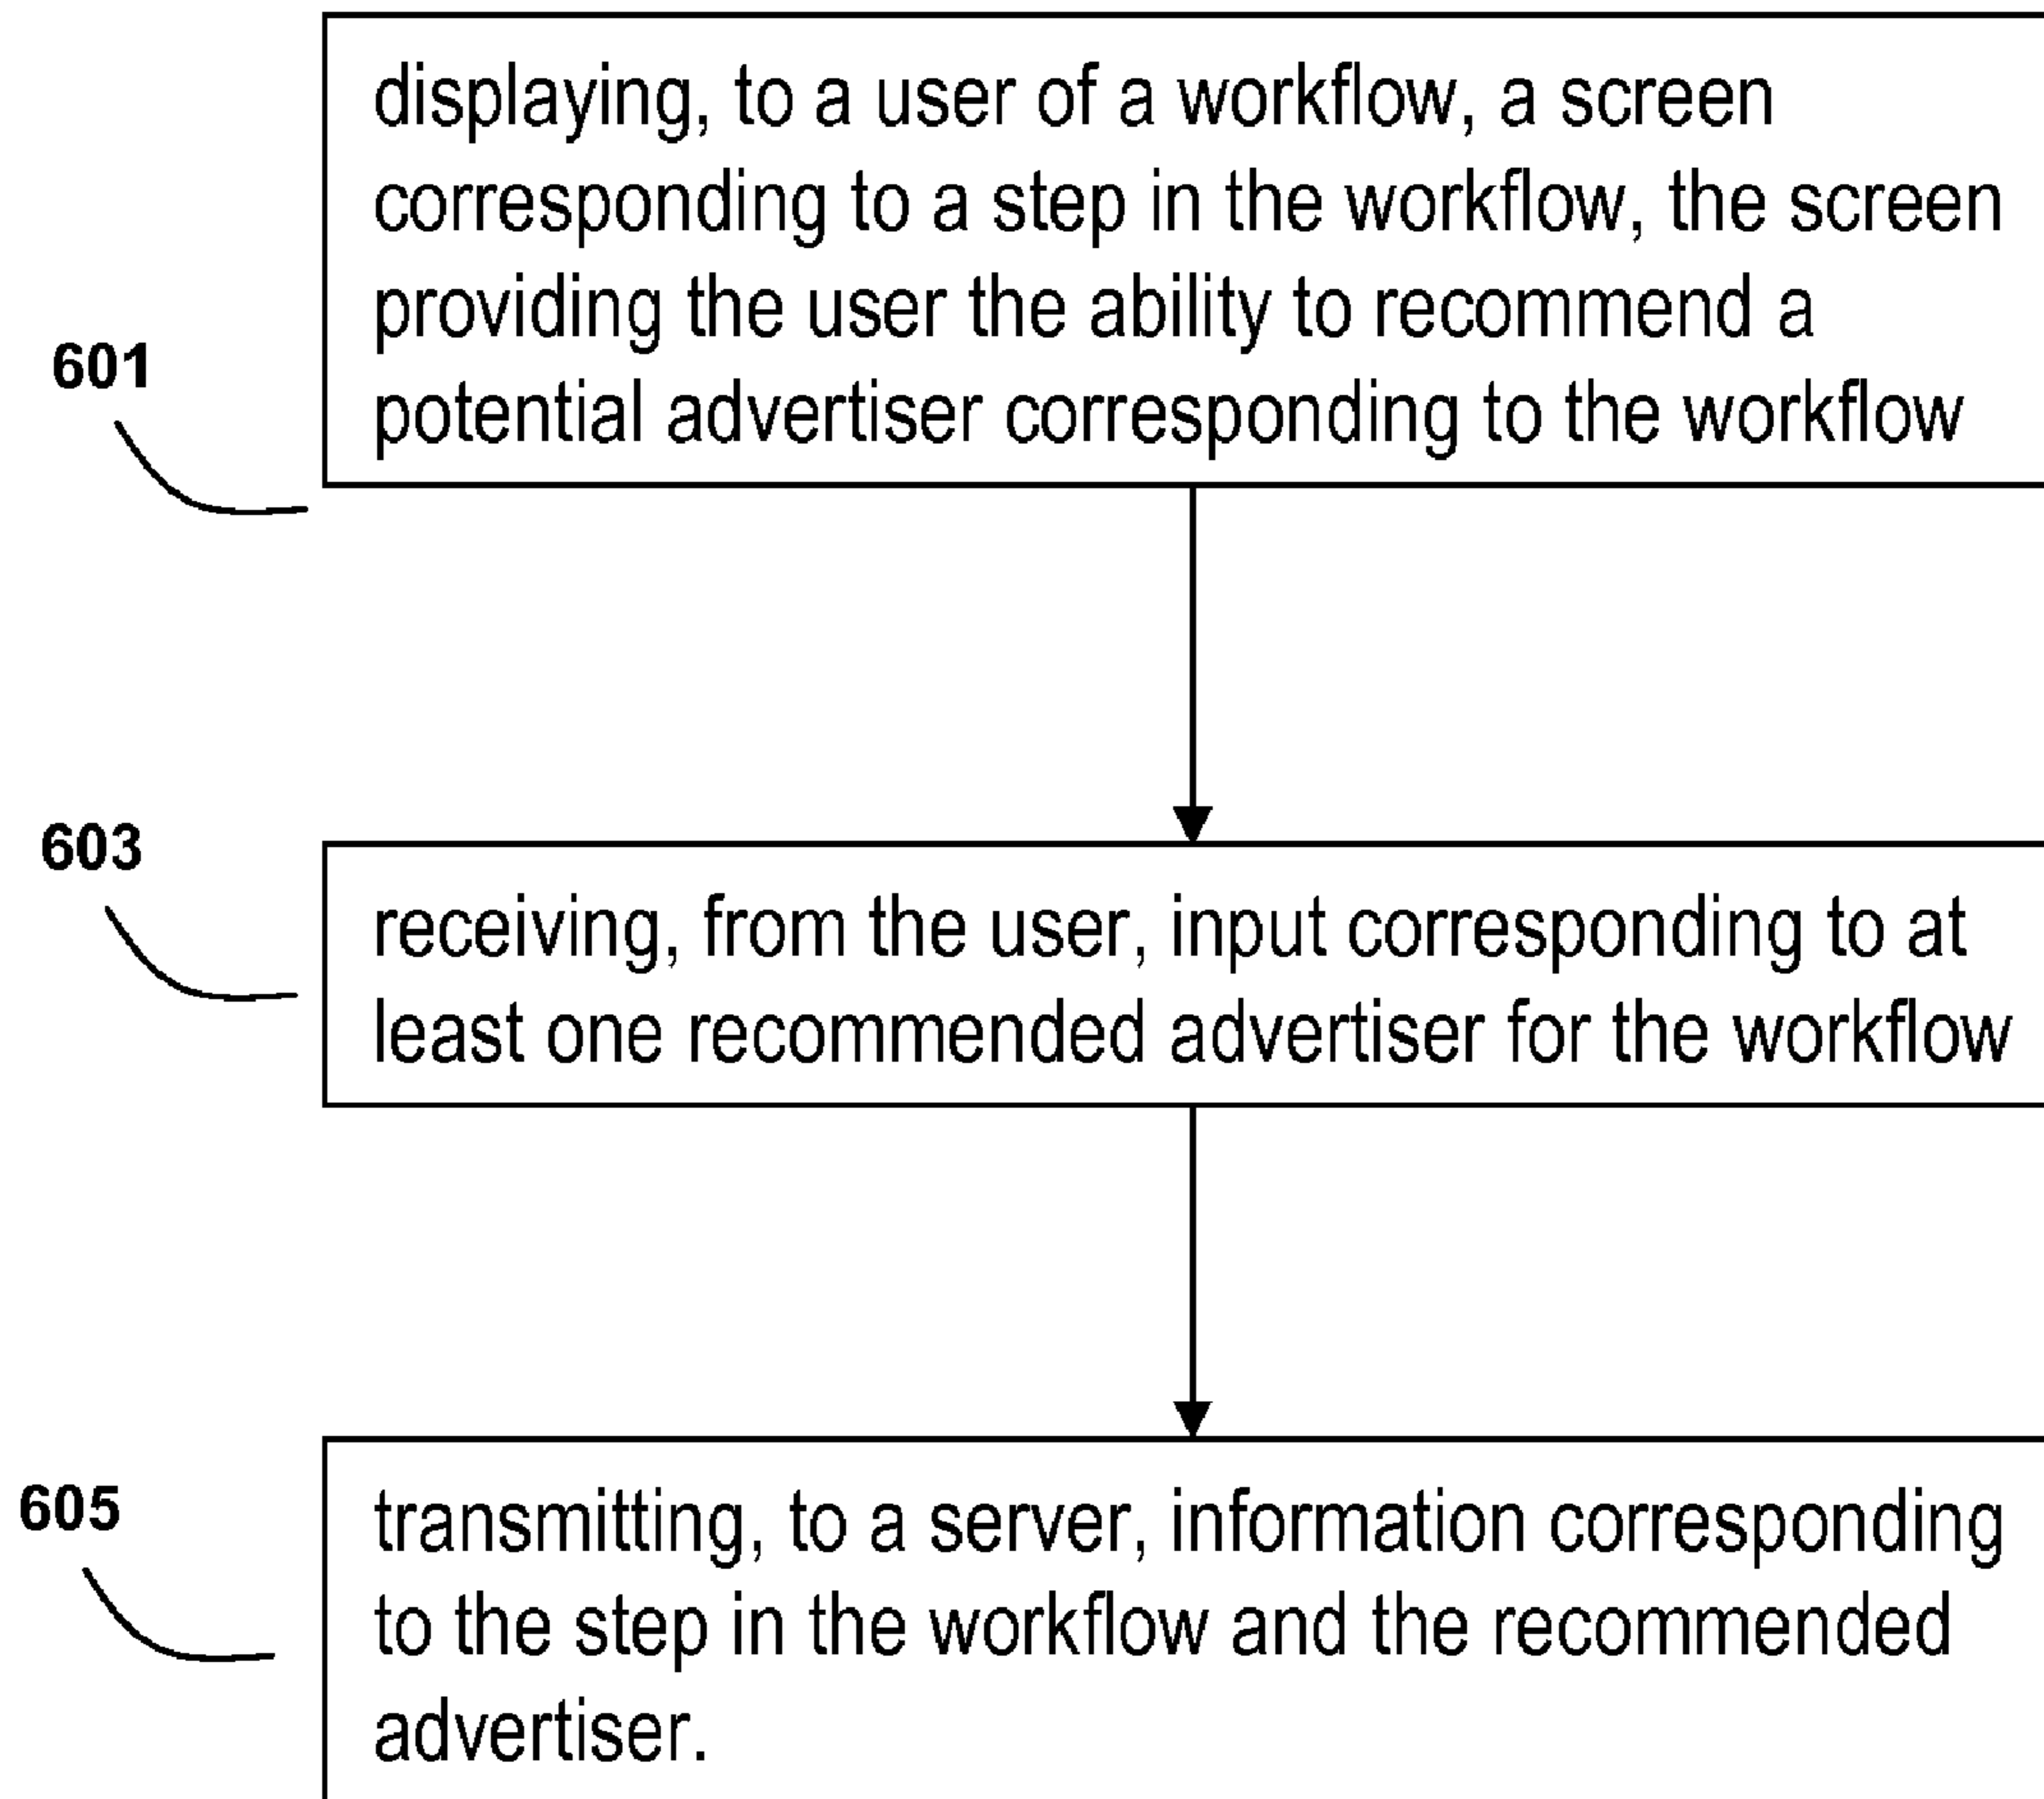 displaying, to a user of a workflow, a screen
corresponding to a step in the workflow, the screen
providing the user the ability to recommend a
potential advertiser corresponding to the workflow
601
603
receiving, from the user, input corresponding to at
least one recommended advertiser for the workflow
605
transmitting, to a server, information corresponding
to the step in the workflow and the recommended
advertiser.